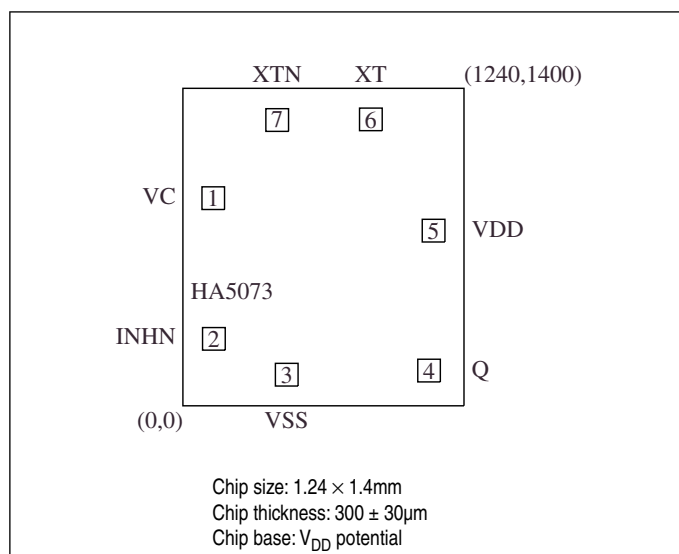 XTN XT (1240,1400)
7 6
VC 1
5 VDD
HA5073
INHN 2
3 4 Q
(0,0) VSS
Chip size: 1.24 × 1.4mm
Chip thickness: 300 ± 30µm
Chip base: VDD potential